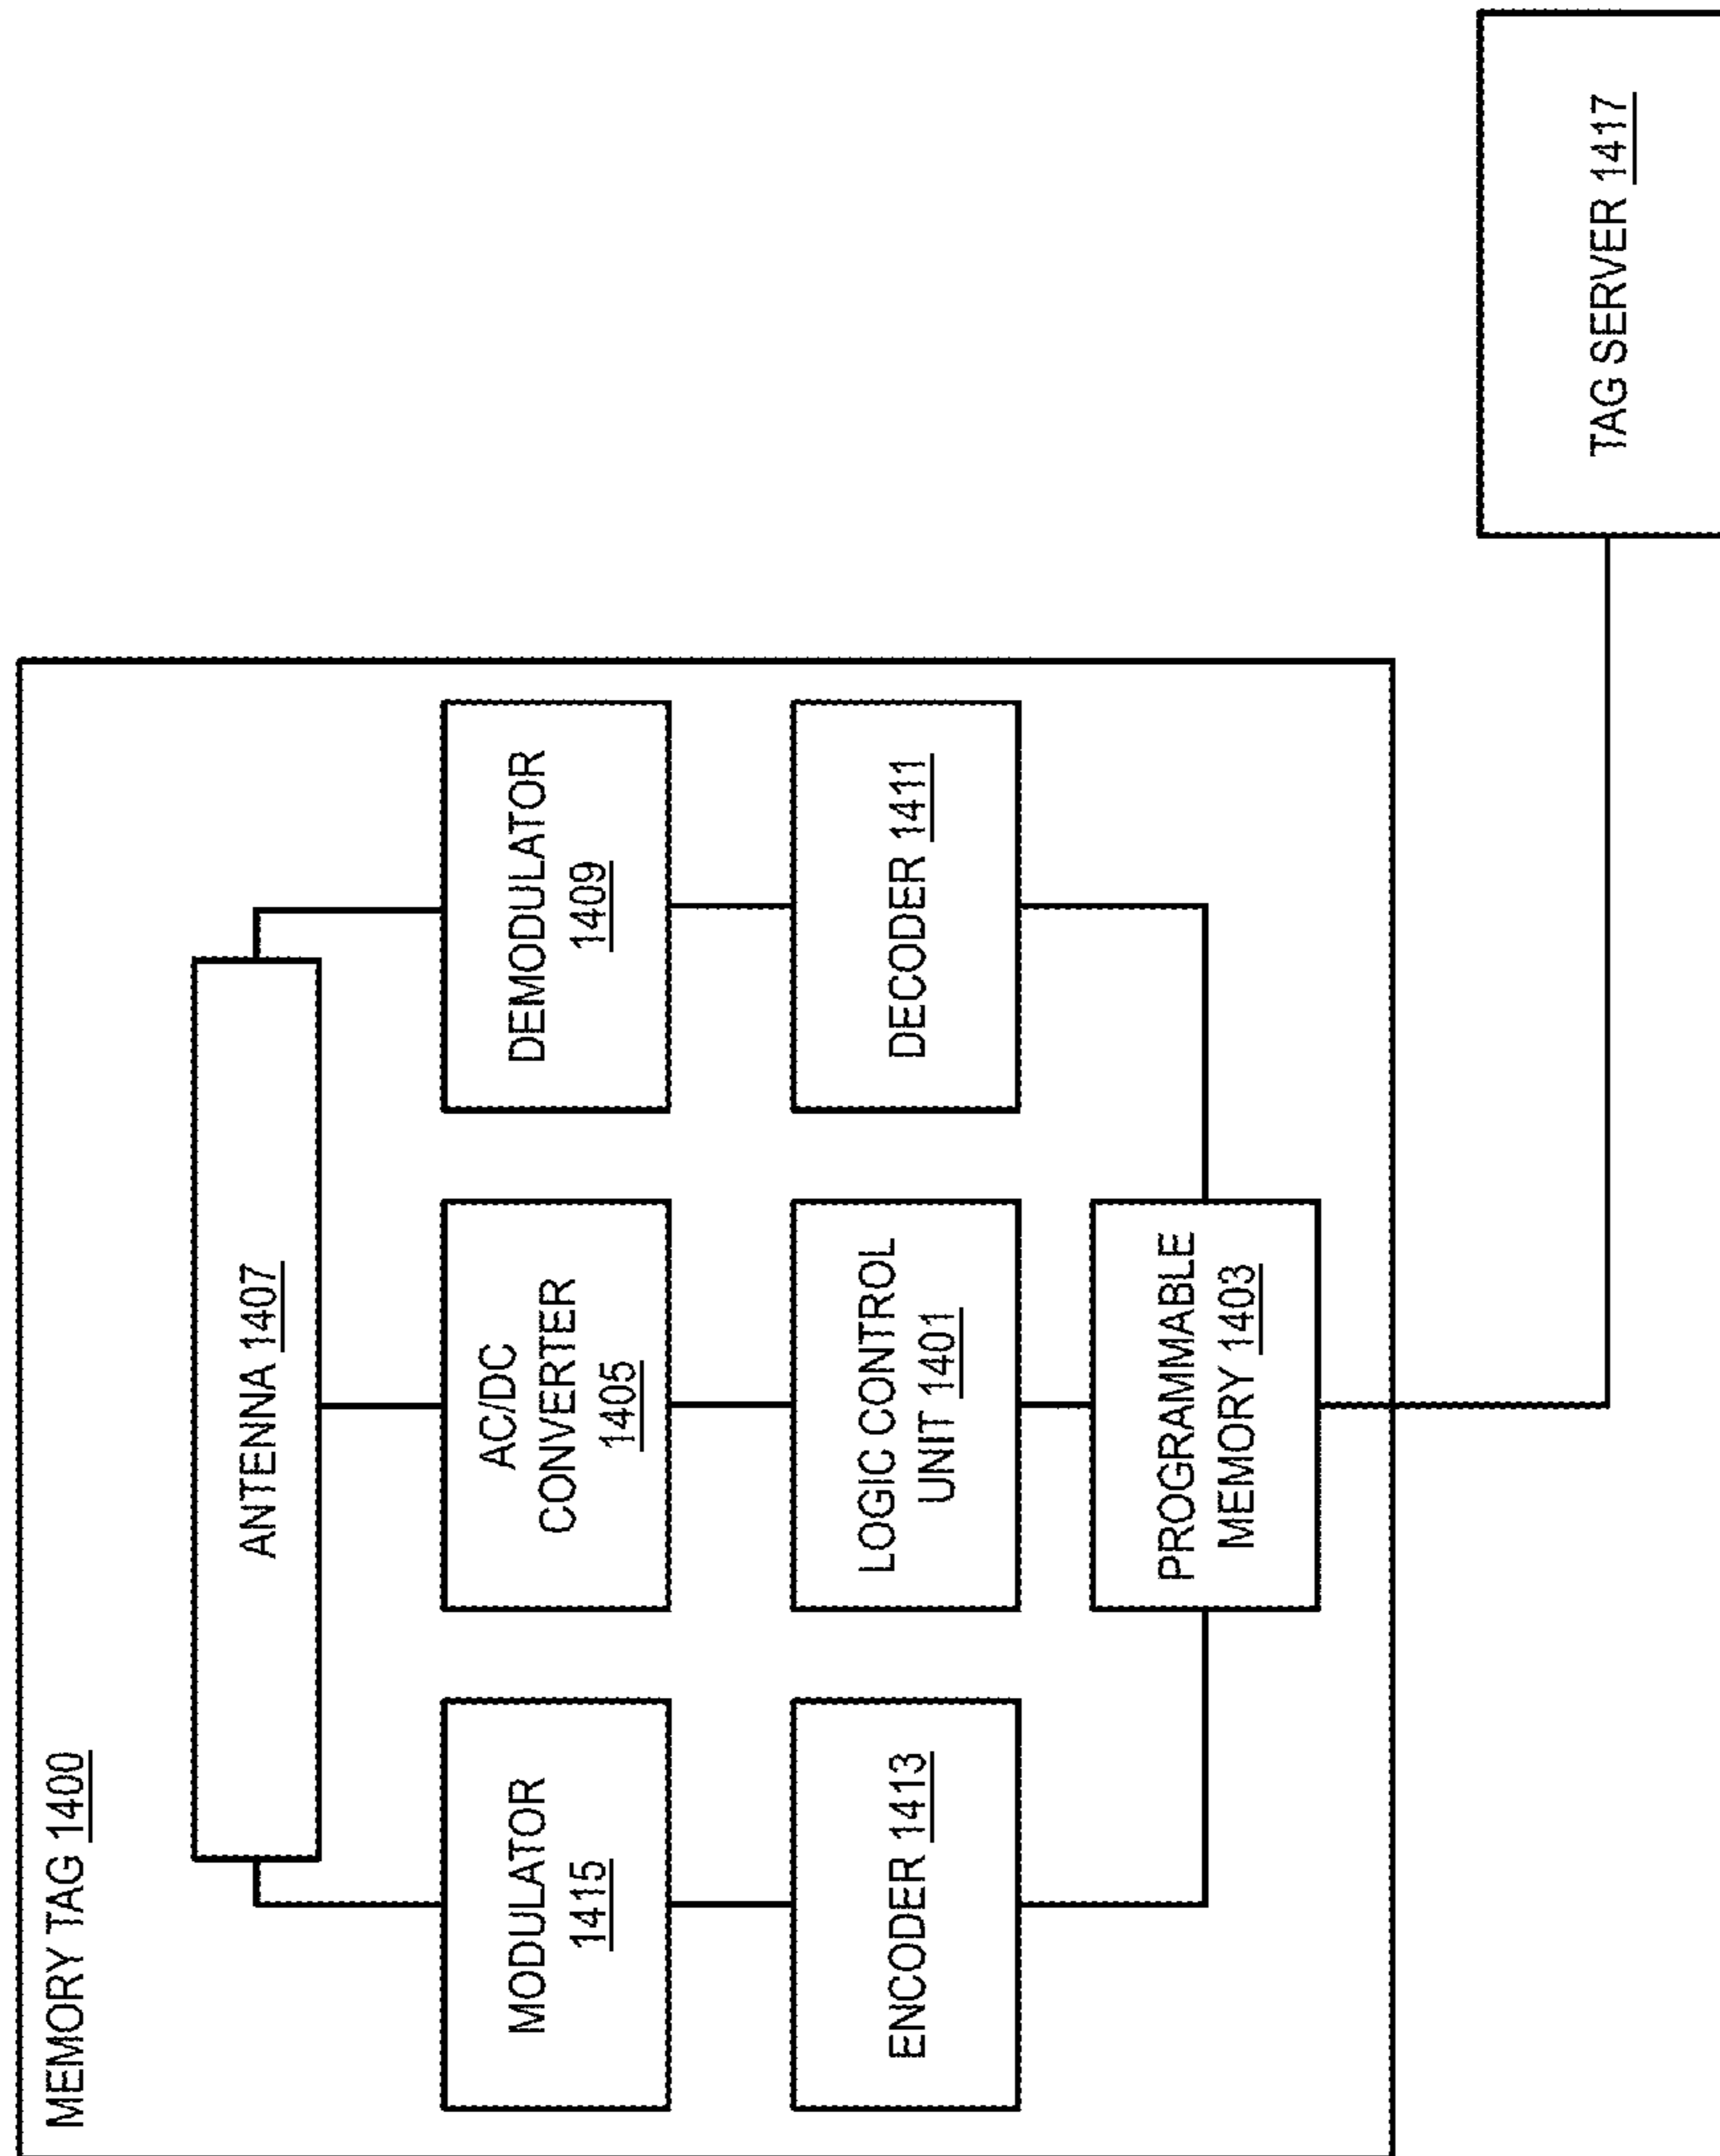 MEMORY TAG 1400
ANTENNA 1407
MODULATOR
1415
AC/DC
CONVERTER
1405
DEMODULATOR
1409
ENCODER 1413
LOGIC CONTROL
UNIT 1401
DECODER 1411
PROGRAMMABLE
MEMORY 1403
TAG SERVER 1417